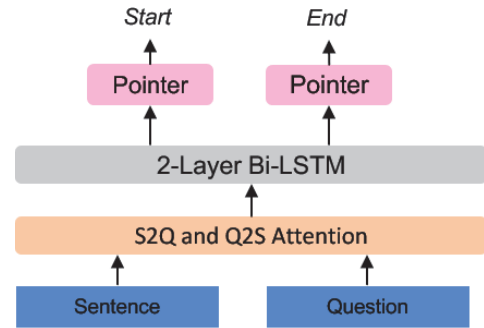 Start End
Pointer Pointer
2-Layer Bi-LSTM
S2Q and Q2S Attention
Sentence Question